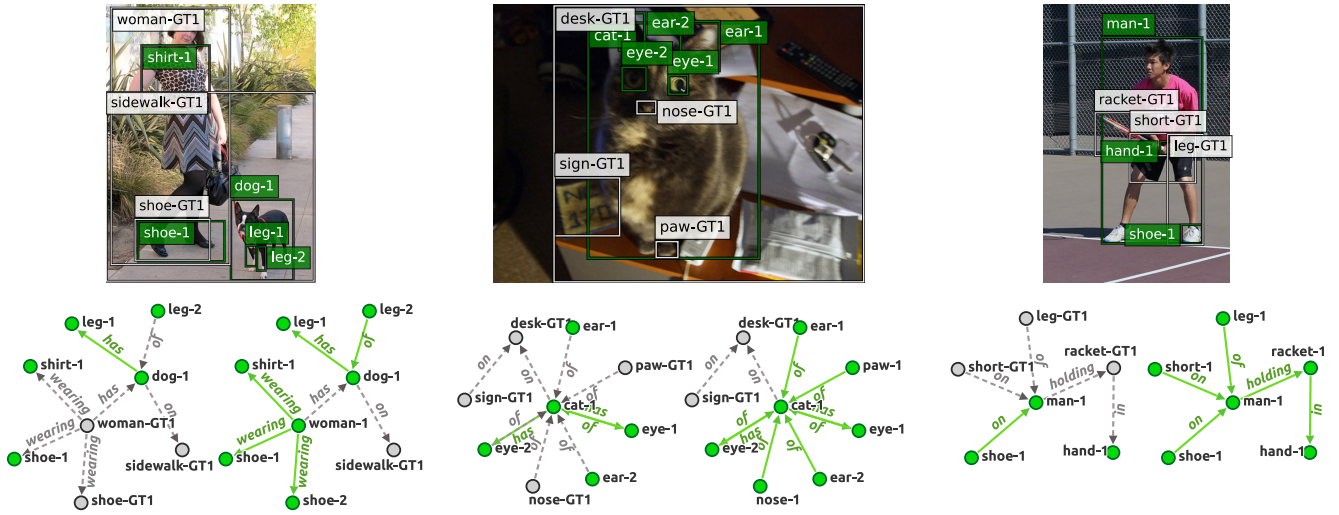 woman-GT1
shirt-1
sidewalk-GT1
dog-1
shoe-GT1
shoe-1
leg-1
leg-2
desk-GT1
ear-2
cat-1
ear-1
eye-2
eye-1
nose-GT1
sign-GT1
paw-GT1
man-1
racket-GT1
short-GT1
hand-1
leg-GT1
shoe-1
leg-1
leg-2
has
of
shirt-1
dog-1
wearing
has
on
wearing
woman-GT1
wearing
shoe-1
sidewalk-GT1
shoe-GT1
leg-1
leg-2
has
of
shirt-1
dog-1
wearing
has
on
wearing
woman-1
wearing
shoe-1
sidewalk-GT1
shoe-2
desk-GT1
ear-1
on
on
of
paw-GT1
of
sign-GT1
cat-1
has
of
has
of
eye-1
eye-2
of
of
ear-2
nose-GT1
desk-GT1
ear-1
on
on
of
paw-1
of
sign-GT1
cat-1
has
of
has
of
eye-1
eye-2
of
of
ear-2
nose-1
leg-GT1
of
short-GT1
racket-GT1
on
holding
man-1
on
in
shoe-1
hand-1
leg-1
of
short-1
racket-1
on
holding
man-1
on
in
shoe-1
hand-1